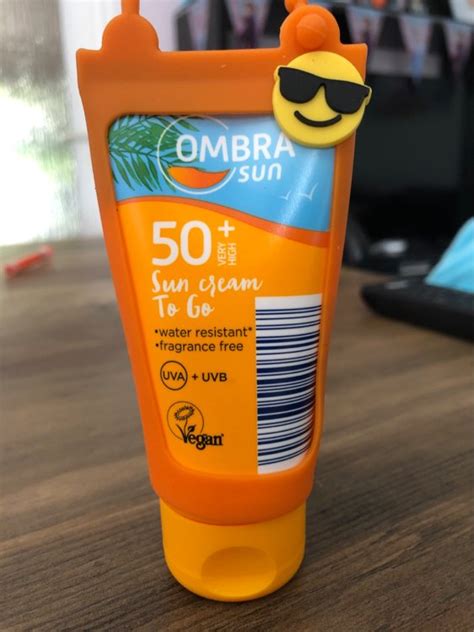 OMBRA
sun
50+
VERY
HIGH
Sun cream
To Go
•water resistant*
•fragrance free
UVA + UVB
Vegan